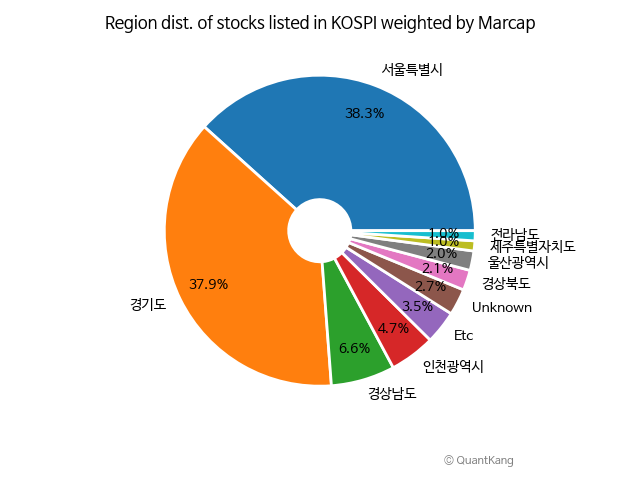 Region dist. of stocks listed in KOSPI weighted by Marcap
서울특별시
38.3%
경기도
37.9%
경상남도
6.6%
인천광역시
4.7%
Etc
3.5%
Unknown
2.7%
경상북도
2.1%
울산광역시
2.0%
제주특별자치도
1.0%
전라남도
1.0%
© QuantKang